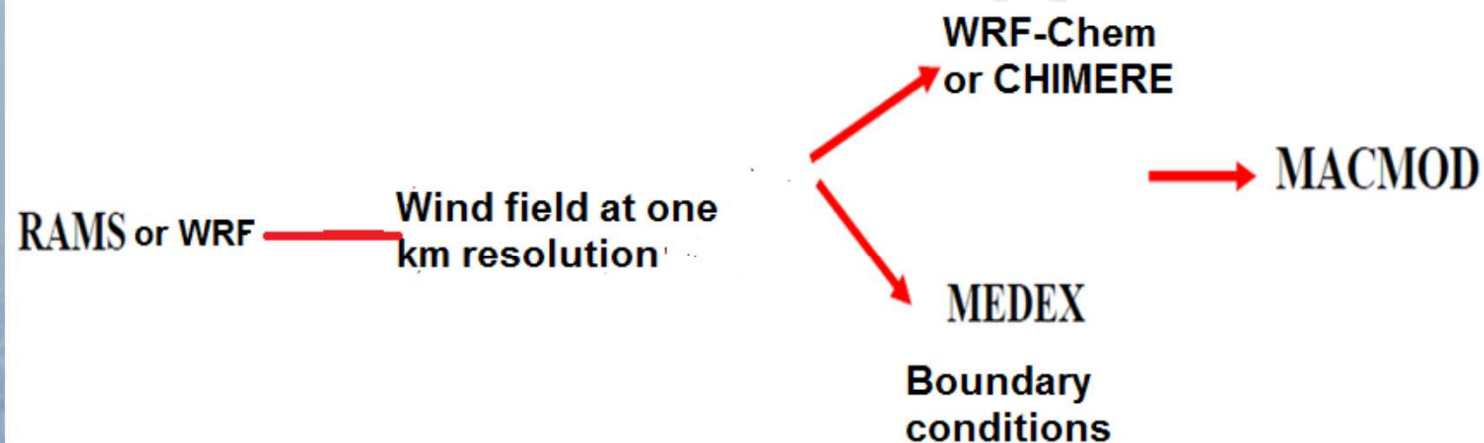 WRF-Chem
or CHIMERE
MACMOD
RAMS or WRF
Wind field at one
km resolution
MEDEX
Boundary
conditions